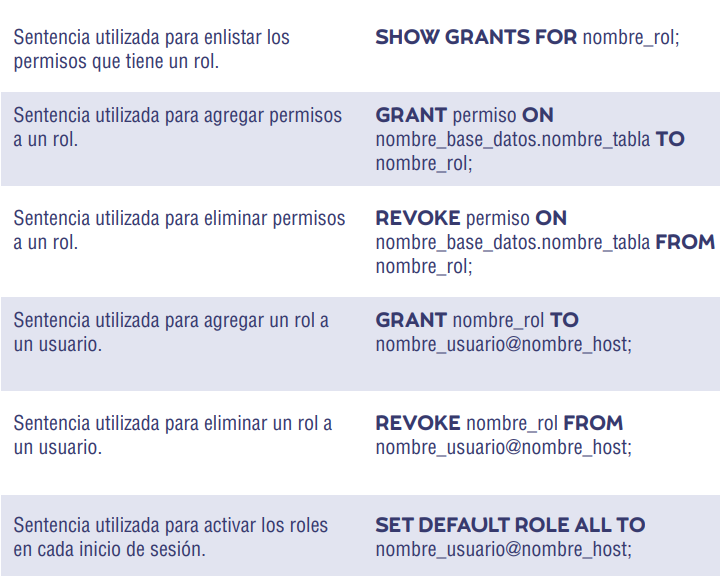 Sentencia utilizada para enlistar los
permisos que tiene un rol.
SHOW GRANTS FOR nombre_rol;
Sentencia utilizada para agregar permisos
a un rol.
GRANT permiso ON
nombre_base_datos.nombre_tabla TO
nombre_rol;
Sentencia utilizada para eliminar permisos
a un rol.
REVOKE permiso ON
nombre_base_datos.nombre_tabla FROM
nombre_rol;
Sentencia utilizada para agregar un rol a
un usuario.
GRANT nombre_rol TO
nombre_usuario@nombre_host;
Sentencia utilizada para eliminar un rol a
un usuario.
REVOKE nombre_rol FROM
nombre_usuario@nombre_host;
Sentencia utilizada para activar los roles
en cada inicio de sesión.
SET DEFAULT ROLE ALL TO
nombre_usuario@nombre_host;